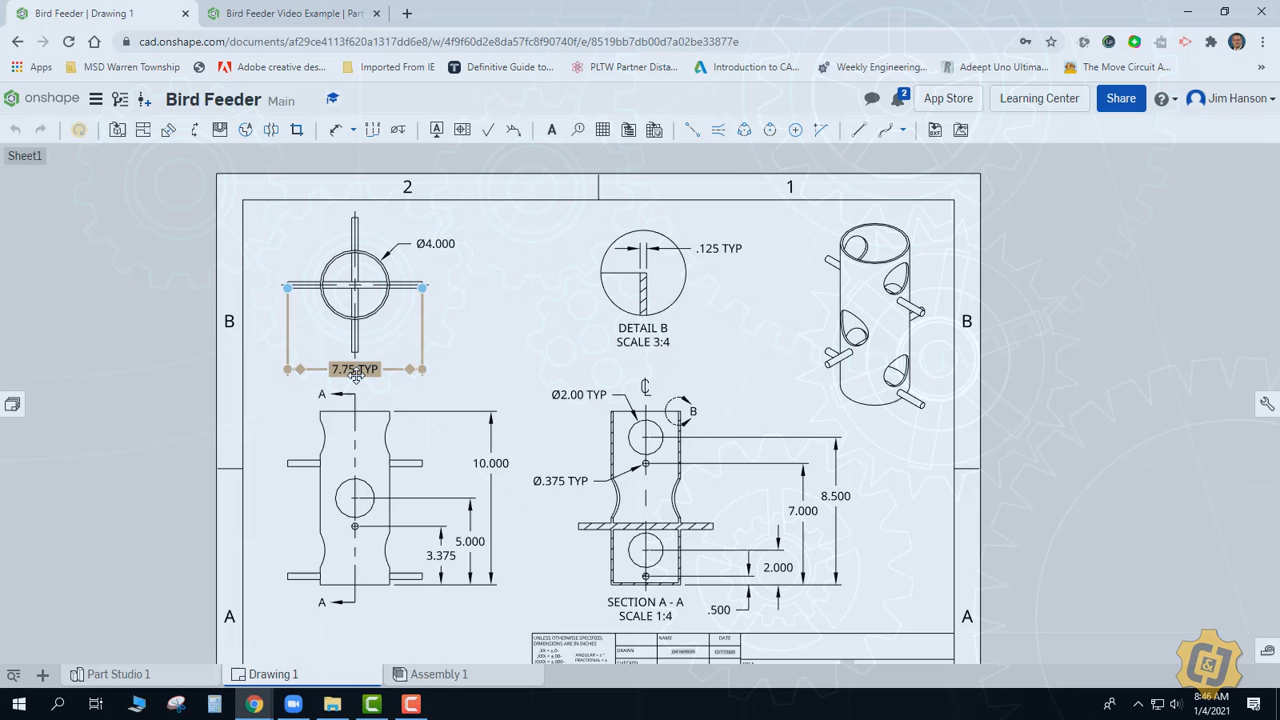 Bird Feeder | Drawing 1
Bird Feeder Video Example | Part
cad.onshape.com/documents/af29ce4113f620a1317dd6e8/w/4f9f60d2e8da57fc8f90740f/e/8519bb7db00d7a02be33877e
Apps
MSD Warren Township
Adobe creative des...
Imported From IE
Definitive Guide to...
PLTW Partner Dista...
Introduction to CA...
Weekly Engineering...
Adeept Uno Ultima...
The Move Circuit A...
onshape
Bird Feeder Main
2
App Store
Learning Center
Share
Jim Hanson
Sheet1
2
1
Ø4.000
.125 TYP
B
B
DETAIL B
SCALE 3:4
7.75 TYP
A
Ø2.00 TYP
B
10.000
Ø.375 TYP
8.500
7.000
5.000
3.375
2.000
A
SECTION A - A
SCALE 1:4
.500
A
A
UNLESS OTHERWISE SPECIFIED,
DIMENSIONS ARE IN INCHES
NAME
DATE
DRAWN
CHECKED
Part Studio 1
Drawing 1
Assembly 1
8:46 AM
1/4/2021